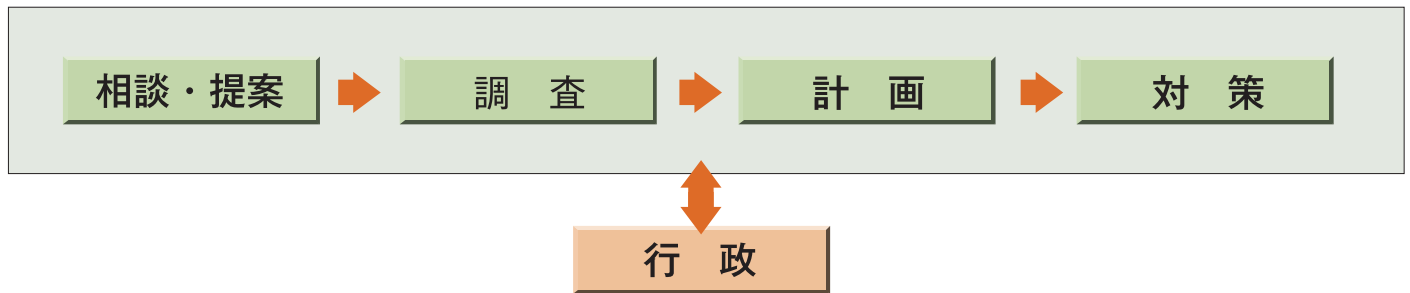 相談・提案
調　査
計　画
対　策
行　政